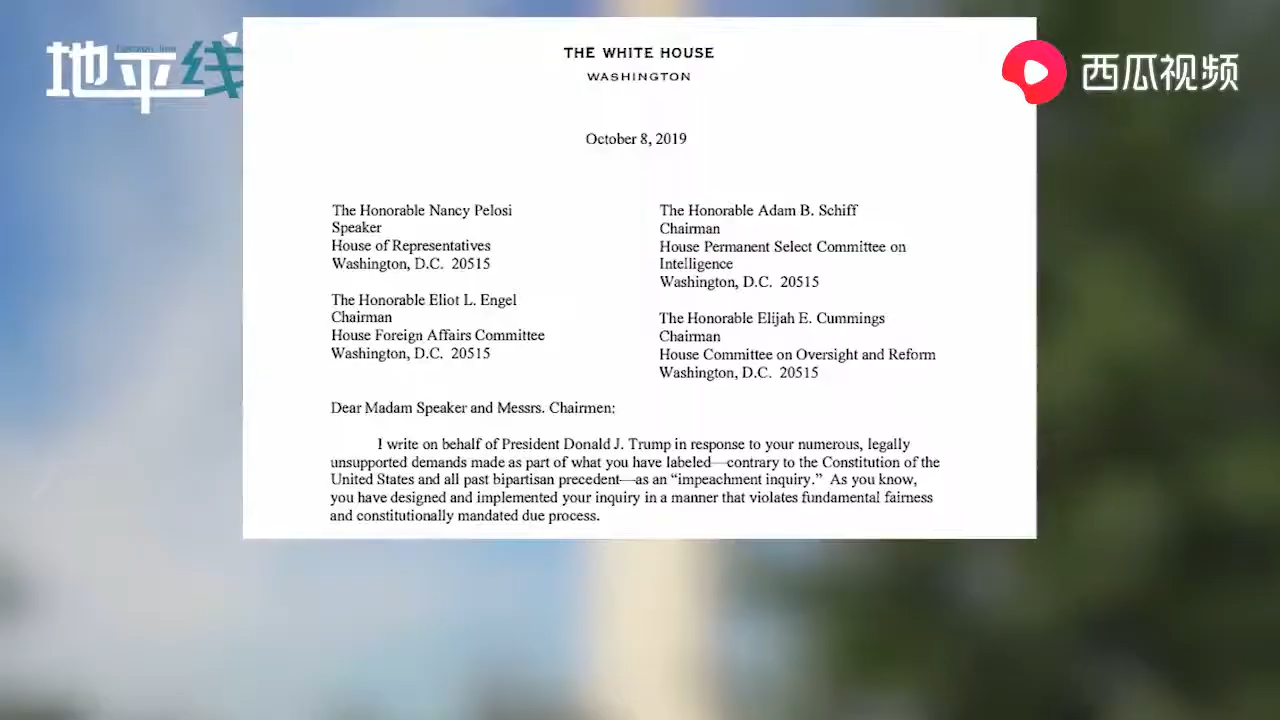 地平线
西瓜视频
THE WHITE HOUSE
WASHINGTON
October 8, 2019
The Honorable Nancy Pelosi
Speaker
House of Representatives
Washington, D.C. 20515
The Honorable Eliot L. Engel
Chairman
House Foreign Affairs Committee
Washington, D.C. 20515
The Honorable Adam B. Schiff
Chairman
House Permanent Select Committee on
Intelligence
Washington, D.C. 20515
The Honorable Elijah E. Cummings
Chairman
House Committee on Oversight and Reform
Washington, D.C. 20515
Dear Madam Speaker and Messrs. Chairmen:
I write on behalf of President Donald J. Trump in response to your numerous, legally
unsupported demands made as part of what you have labeled—contrary to the Constitution of the
United States and all past bipartisan precedent—as an “impeachment inquiry.” As you know,
you have designed and implemented your inquiry in a manner that violates fundamental fairness
and constitutionally mandated due process.